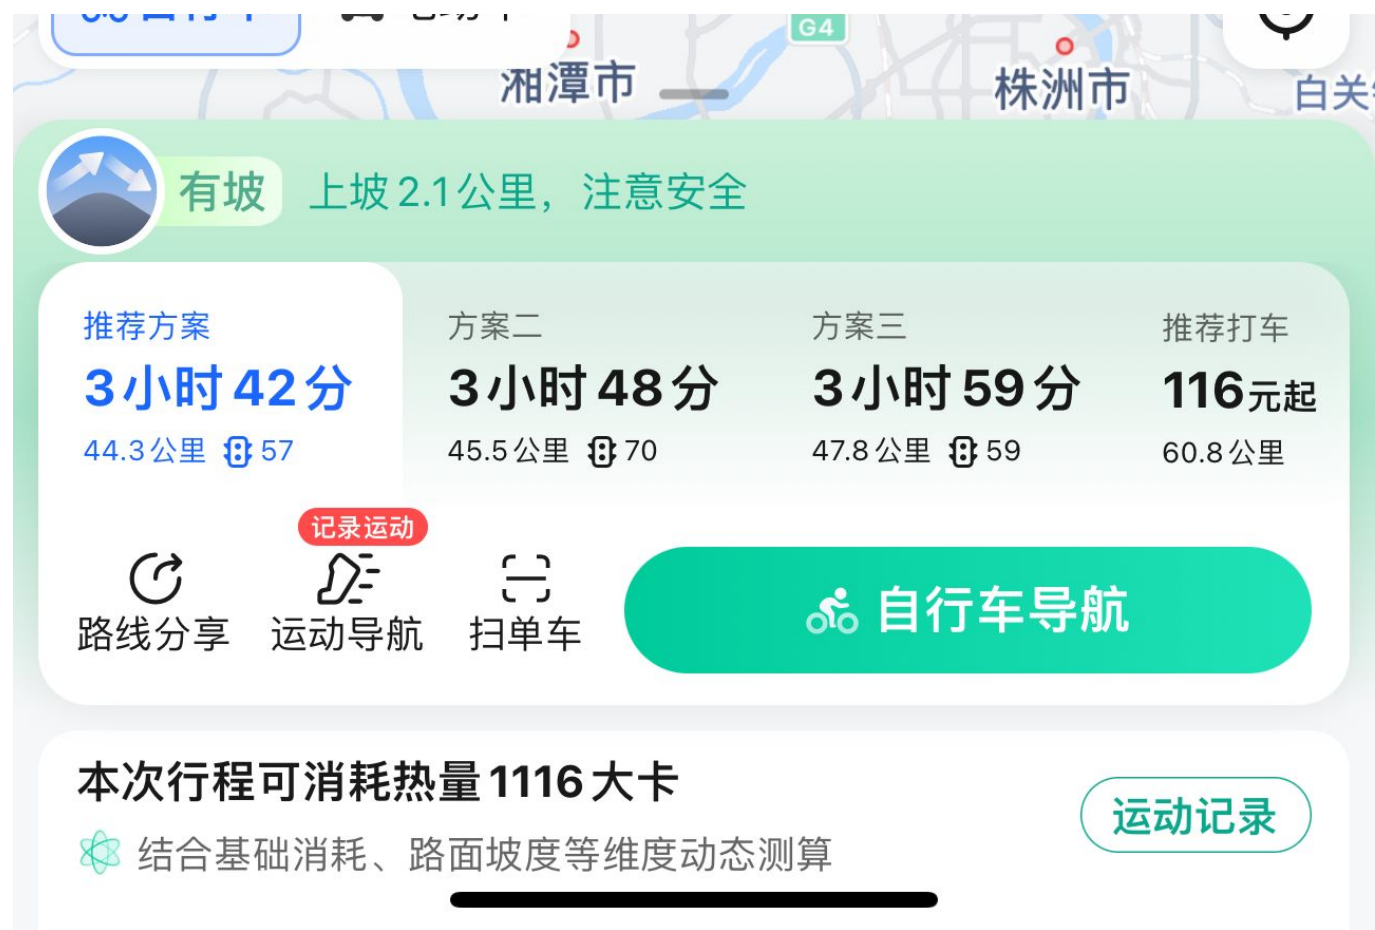 G4
湘潭市
株洲市
白关
有坡
上坡2.1公里，注意安全
推荐方案
3小时42分
44.3公里 57
方案二
3小时48分
45.5公里 70
方案三
3小时59分
47.8公里 59
推荐打车
116元起
60.8公里
记录运动
路线分享
运动导航
扫单车
自行车导航
本次行程可消耗热量1116大卡
结合基础消耗、路面坡度等维度动态测算
运动记录